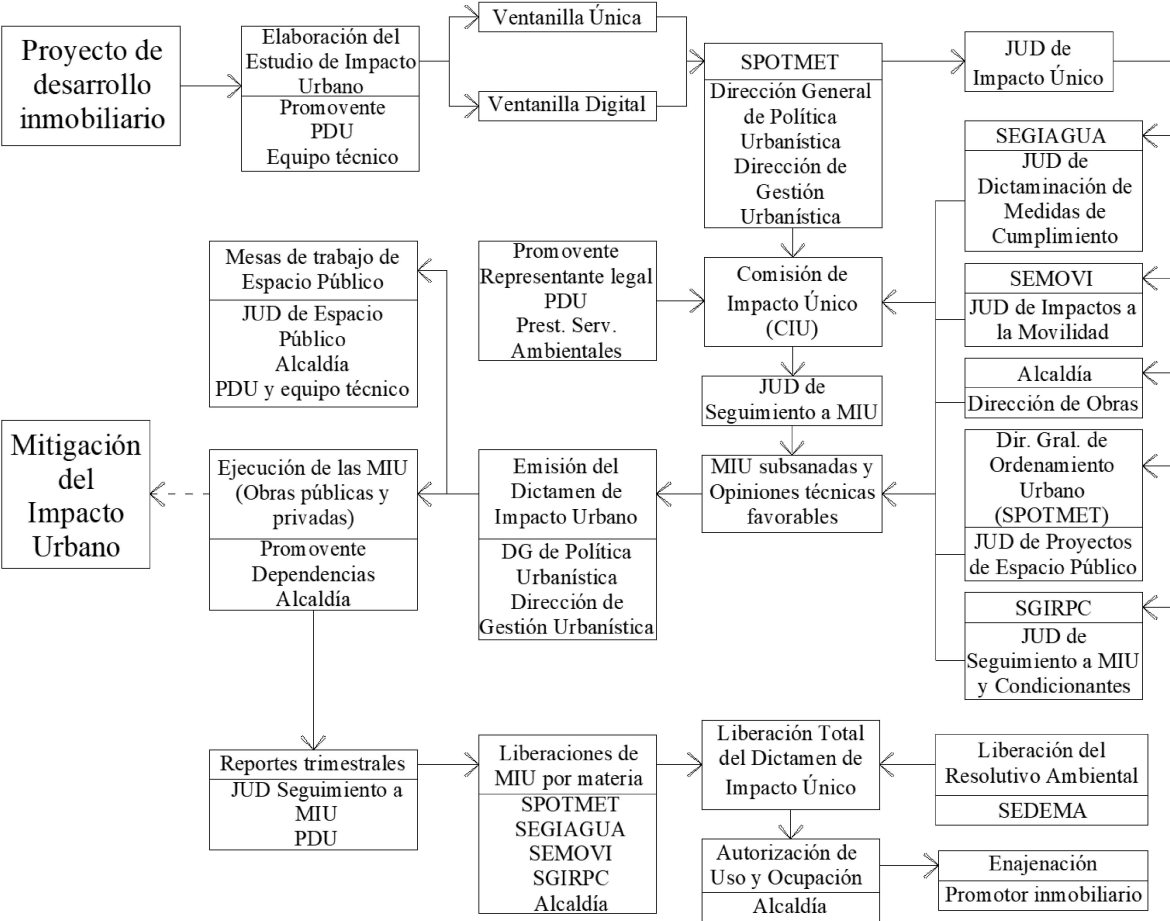 Proyecto de
desarrollo
inmobiliario
Elaboración del
Estudio de Impacto
Urbano
Promovente
PDU
Equipo técnico
Ventanilla Única
Ventanilla Digital
SPOTMET
Dirección General
de Política
Urbanística
Dirección de
Gestión
Urbanística
JUD de
Impacto Único
SEGIAGUA
JUD de
Dictaminación de
Medidas de
Cumplimiento
SEMOVI
JUD de Impactos a
la Movilidad
Alcaldía
Dirección de Obras
Dir. Gral. de
Ordenamiento
Urbano
(SPOTMET)
JUD de Proyectos
de Espacio Público
SGIRPC
JUD de
Seguimiento a MIU
y Condicionantes
Promovente
Representante legal
PDU
Prest. Serv.
Ambientales
Comisión de
Impacto Único
(CIU)
JUD de
Seguimiento a MIU
MIU subsanadas y
Opiniones técnicas
favorables
Emisión del
Dictamen de
Impacto Urbano
DG de Política
Urbanística
Dirección de
Gestión Urbanística
Mesas de trabajo de
Espacio Público
JUD de Espacio
Público
Alcaldía
PDU y equipo técnico
Ejecución de las MIU
(Obras públicas y
privadas)
Promovente
Dependencias
Alcaldía
Mitigación
del
Impacto
Urbano
Reportes trimestrales
JUD Seguimiento a
MIU
PDU
Liberaciones de
MIU por materia
SPOTMET
SEGIAGUA
SEMOVI
SGIRPC
Alcaldía
Liberación Total
del Dictamen de
Impacto Único
Liberación del
Resolutivo Ambiental
SEDEMA
Autorización de
Uso y Ocupación
Alcaldía
Enajenación
Promotor inmobiliario